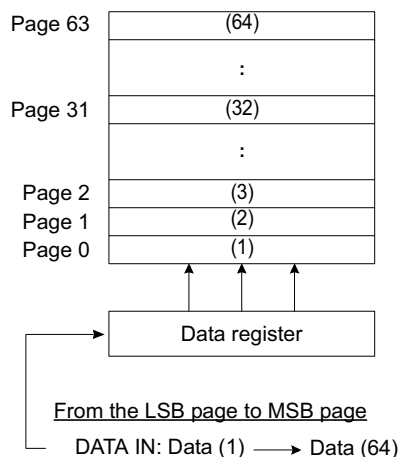 Page 63 (64)
:
Page 31 (32)
:
Page 2 (3)
Page 1 (2)
Page 0 (1)
Data register
From the LSB page to MSB page
DATA IN: Data (1) Data (64)